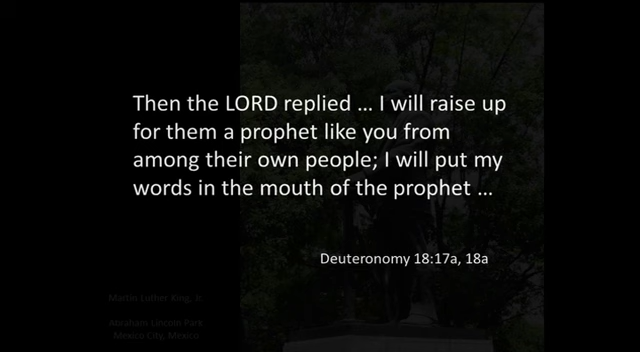 Then the LORD replied … I will raise up
for them a prophet like you from
among their own people; I will put my
words in the mouth of the prophet …
Deuteronomy 18:17a, 18a
Martin Luther King, Jr.
Abraham Lincoln Park
Mexico City, Mexico